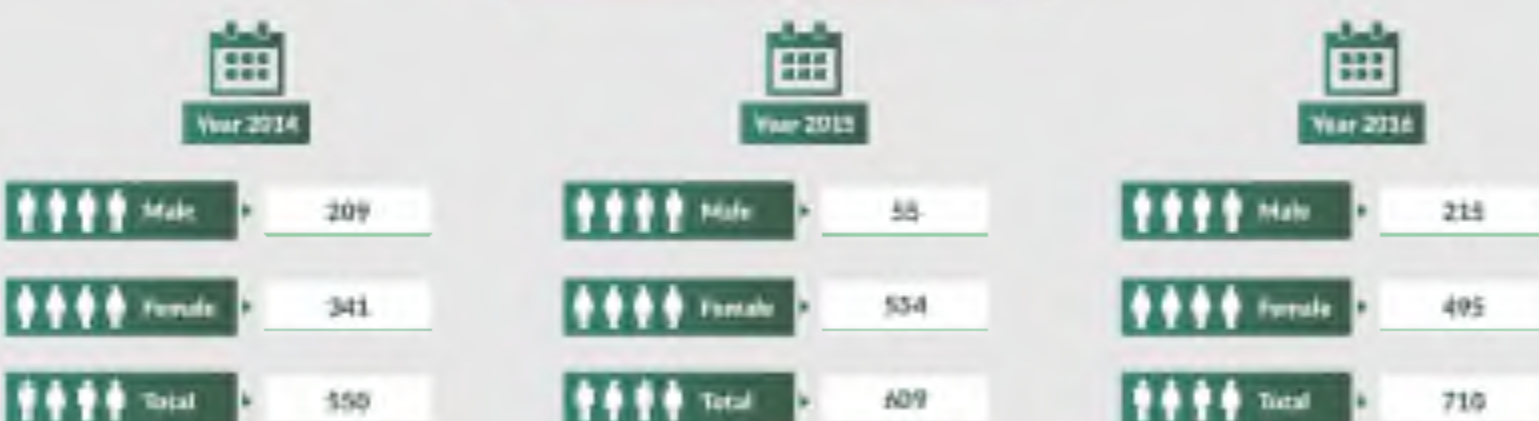 Year 2014
Male 209
Female 341
Total 550
Year 2015
Male 55
Female 554
Total 609
Year 2016
Male 215
Female 495
Total 710